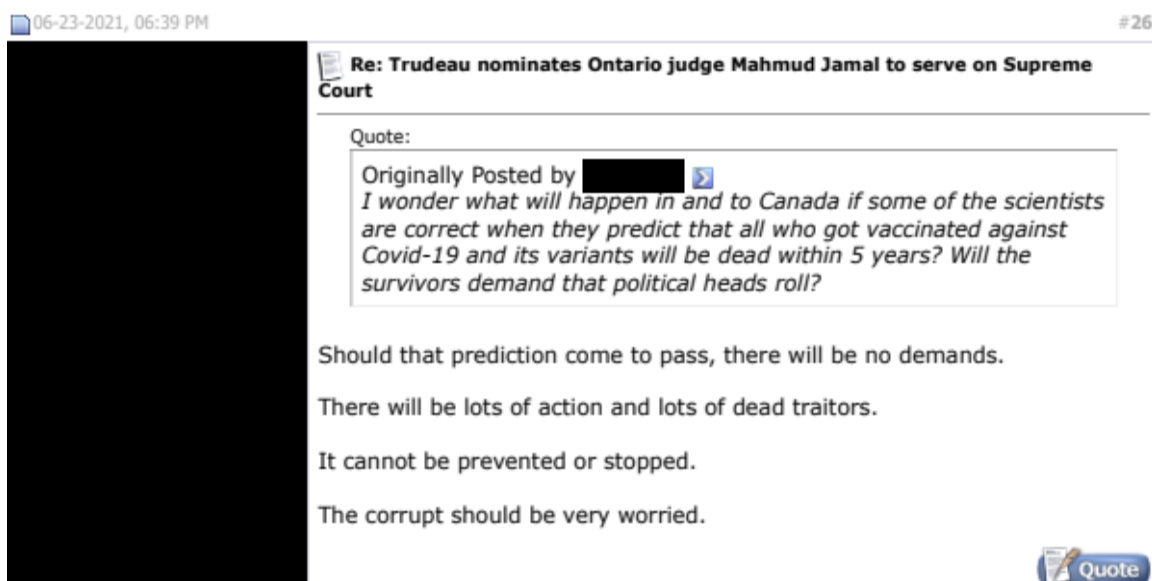 06-23-2021, 06:39 PM
#26
Re: Trudeau nominates Ontario judge Mahmud Jamal to serve on Supreme
Court
Quote:
Originally Posted by
I wonder what will happen in and to Canada if some of the scientists
are correct when they predict that all who got vaccinated against
Covid-19 and its variants will be dead within 5 years? Will the
survivors demand that political heads roll?
Should that prediction come to pass, there will be no demands.
There will be lots of action and lots of dead traitors.
It cannot be prevented or stopped.
The corrupt should be very worried.
Quote